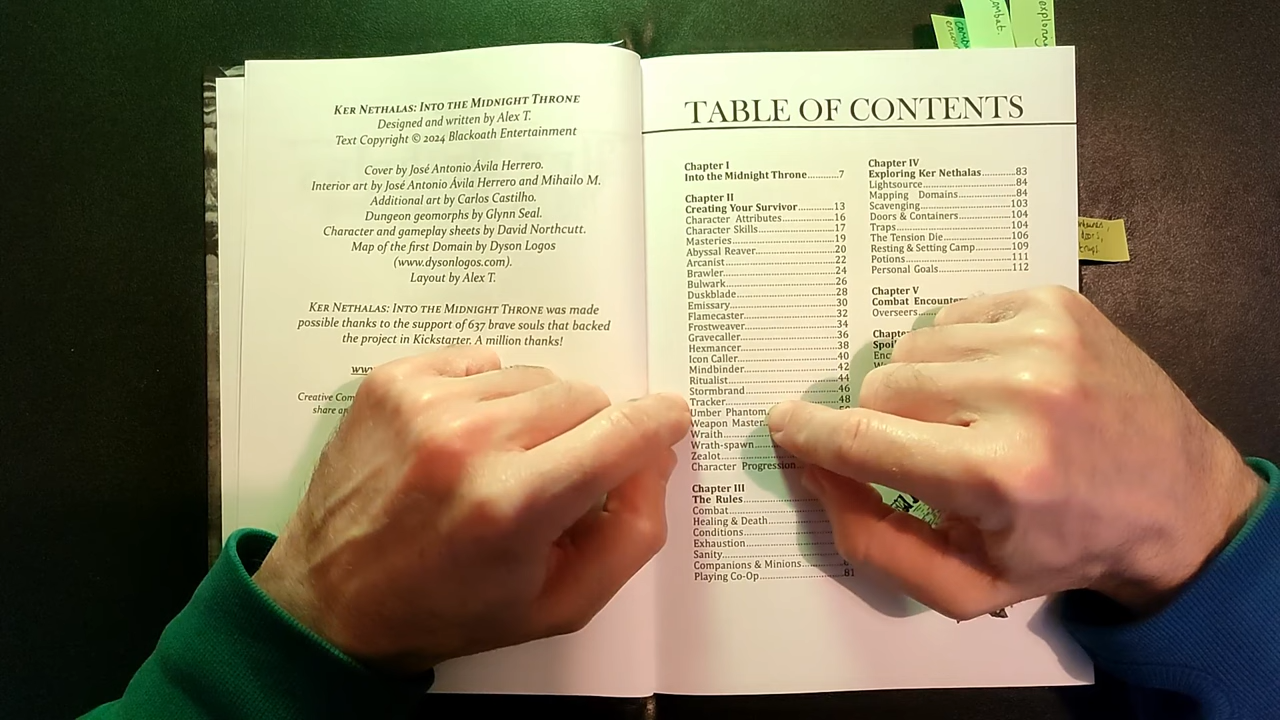 KER NETHALAS: INTO THE MIDNIGHT THRONE
Designed and written by Alex T.
Text Copyright © 2024 Blackoath Entertainment
Cover by José Antonio Ávila Herrero.
Interior art by José Antonio Ávila Herrero and Mihailo M.
Additional art by Carlos Castilho.
Dungeon geomorphs by Glynn Seal.
Character and gameplay sheets by David Northcutt.
Map of the first Domain by Dyson Logos
(www.dysonlogos.com).
Layout by Alex T.
KER NETHALAS: INTO THE MIDNIGHT THRONE was made
possible thanks to the support of 637 brave souls that backed
the project in Kickstarter. A million thanks!
Creative
share
TABLE OF CONTENTS
Chapter I
Into the Midnight Throne............7
Chapter II
Creating Your Survivor............13
Character Attributes............16
Character Skills............17
Masteries............19
Abyssal Reaver............20
Arcanist............22
Brawler............24
Bulwark............26
Duskblade............28
Emissary............30
Flamecaster............32
Frostweaver............34
Gravecaller............36
Hexmancer............38
Icon Caller............40
Mindbinder............42
Ritualist............44
Stormbrand............46
Tracker............48
Umber Phantom
Weapon Master
Wraith
Wrath-spawn
Zealot
Character Progression
Chapter III
The Rules
Combat
Healing & Death
Conditions
Exhaustion
Sanity
Companions & Minions
Playing Co-Op............81
Chapter IV
Exploring Ker Nethalas............83
Lightsource............84
Mapping Domains............84
Scavenging............103
Doors & Containers............104
Traps............104
The Tension Die............106
Resting & Setting Camp............109
Potions............111
Personal Goals............112
Chapter V
Combat
Overseers
combat.
exploring